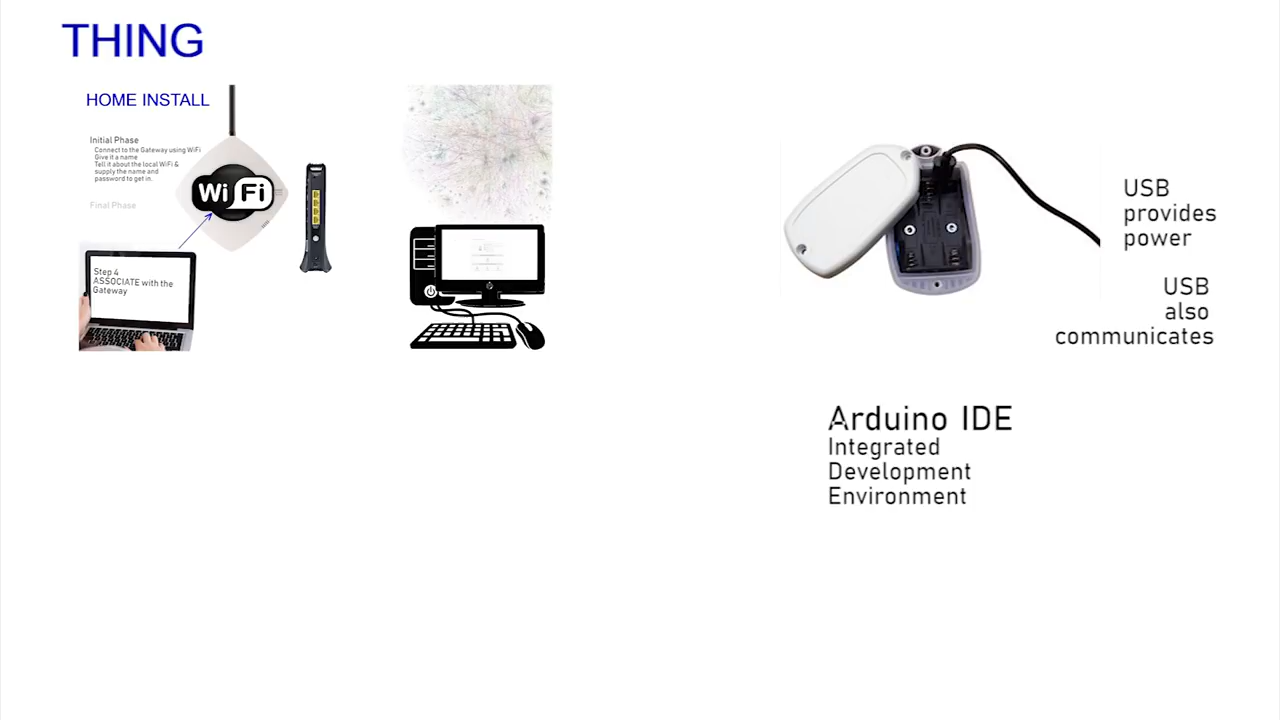 THING
HOME INSTALL
Initial Phase
Connect to the Gateway using WiFi
Give it a name
Tell it about the local WiFi &
supply the name and
password to get in.
Final Phase
Wi Fi
Step 4
ASSOCIATE with the
Gateway
USB
provides
power
USB
also
communicates
Arduino IDE
Integrated
Development
Environment